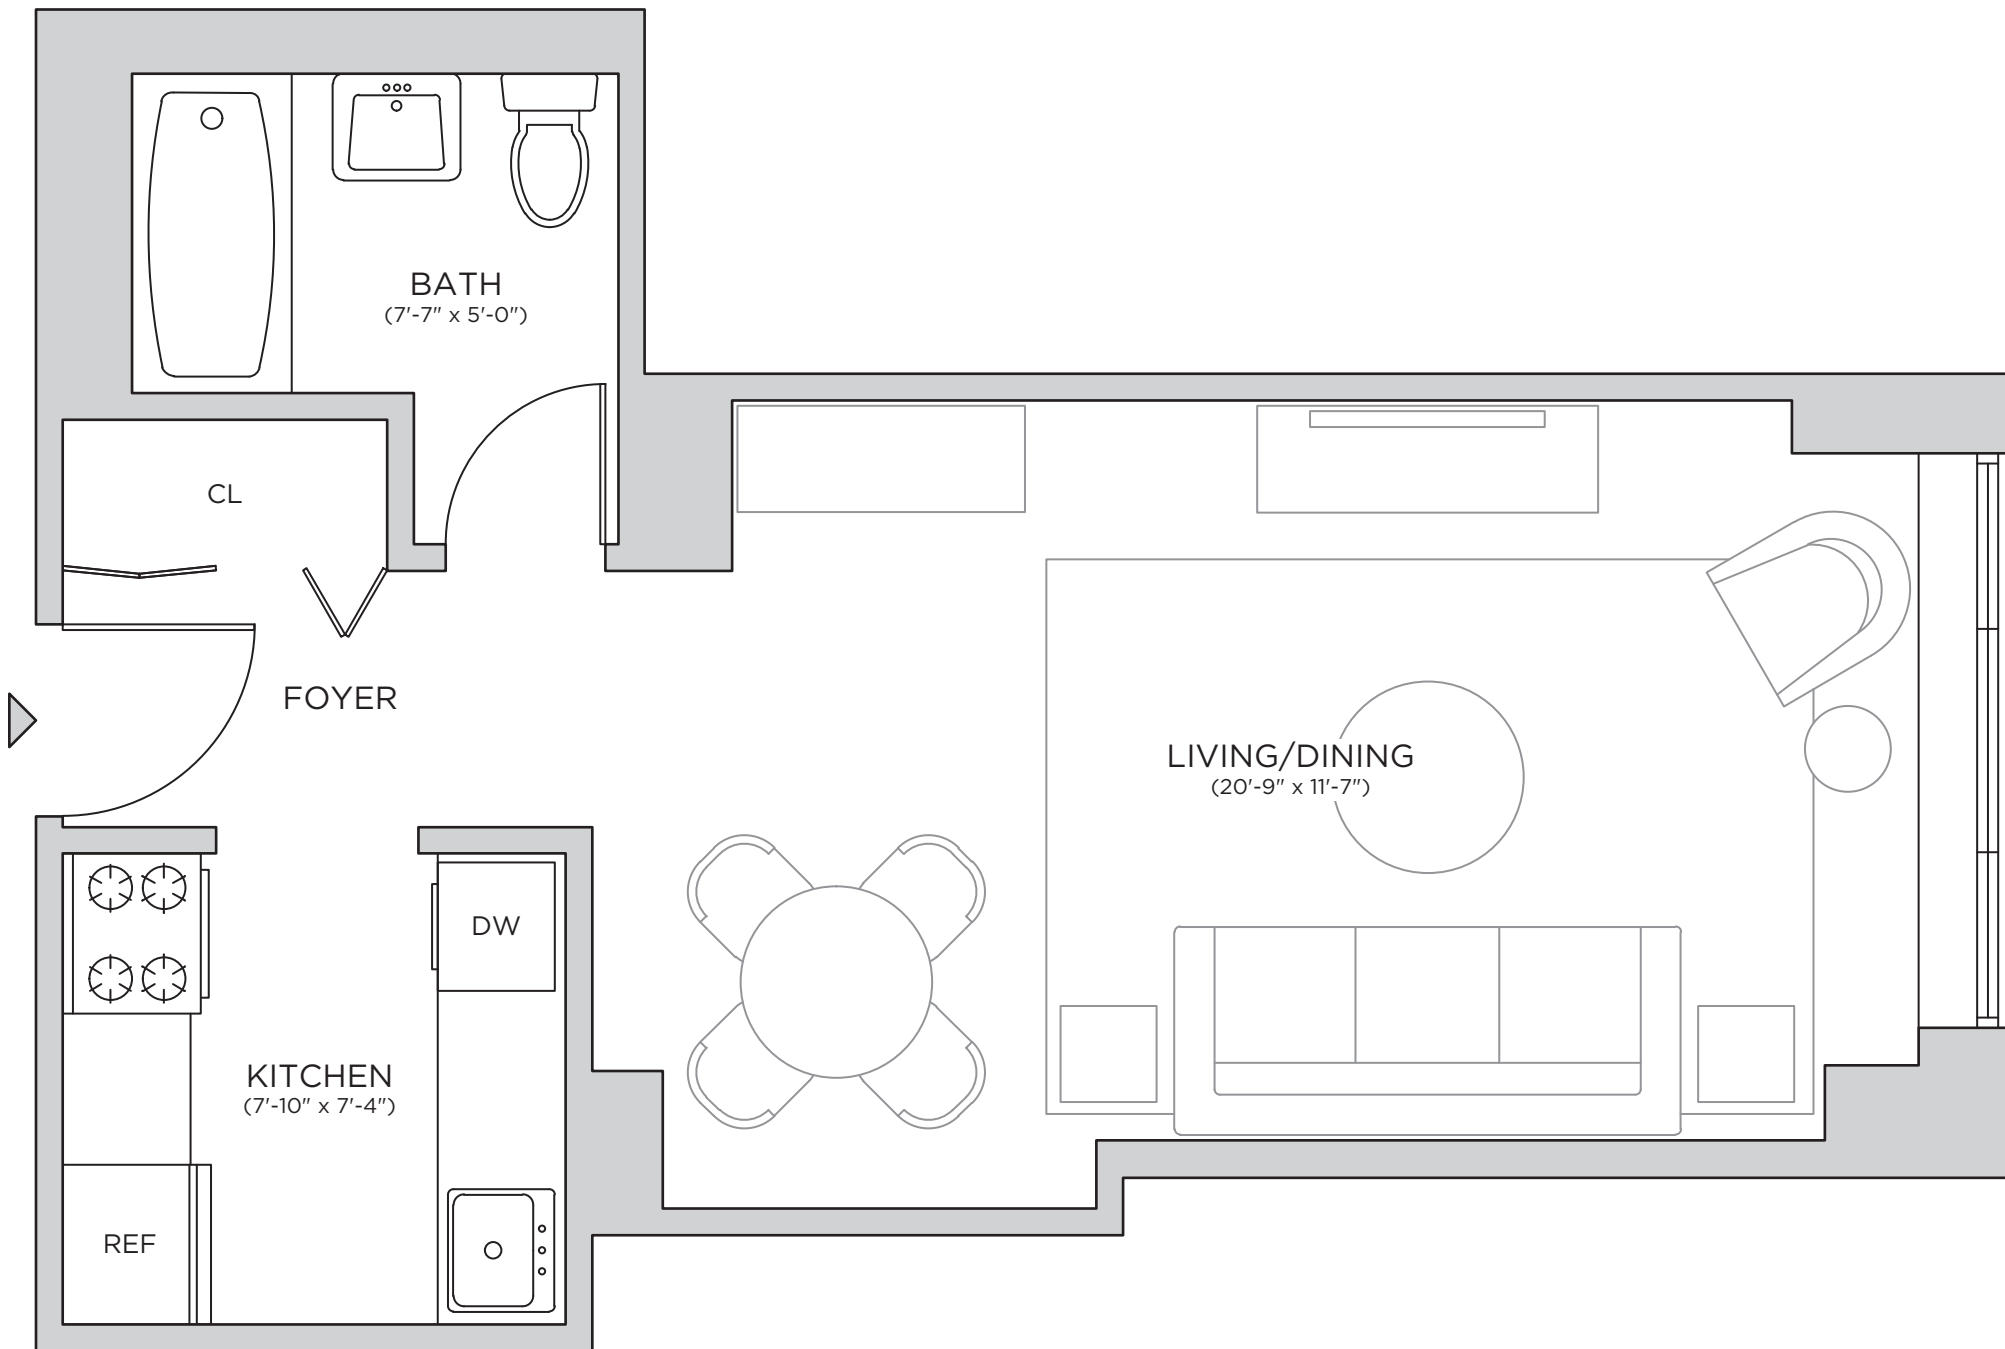 BATH
(7'-7" x 5'-0")
CL
FOYER
LIVING/DINING
(20'-9" x 11'-7")
DW
KITCHEN
(7'-10" x 7'-4")
REF